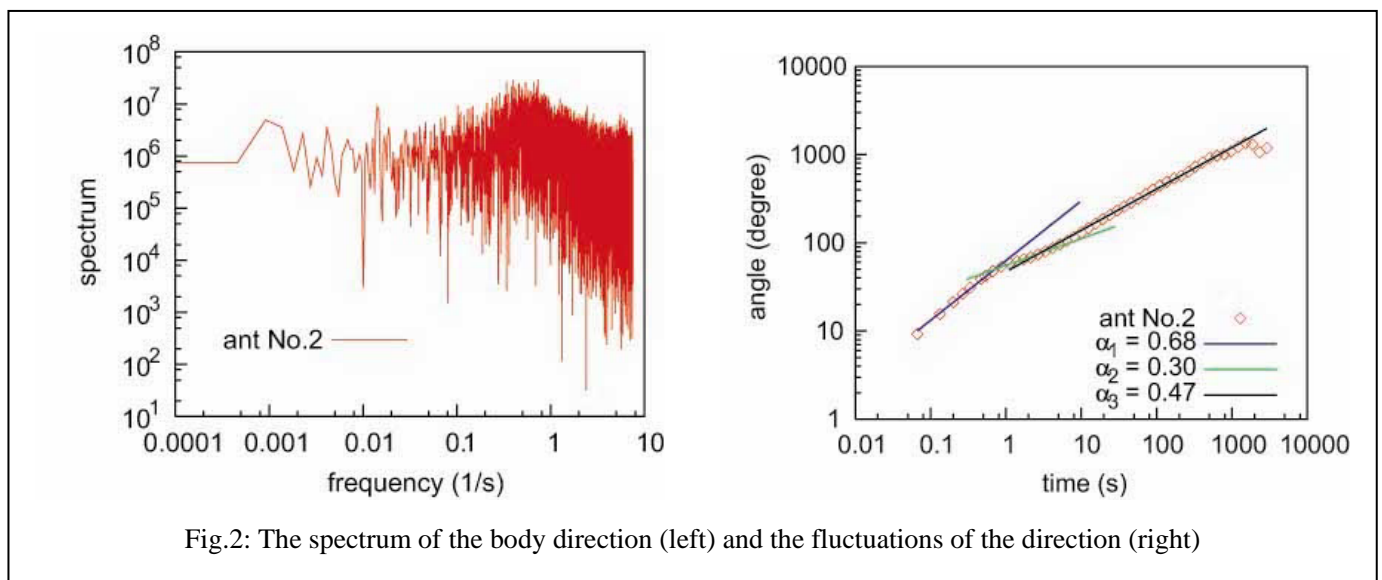 10^8
10^7
10^6
10^5
10^4
10^3
10^2
10^1
spectrum
ant No.2
0.0001 0.001 0.01 0.1 1 10
frequency (1/s)
10000
1000
100
10
1
angle (degree)
ant No.2
α_1 = 0.68
α_2 = 0.30
α_3 = 0.47
0.01 0.1 1 10 100 1000 10000
time (s)
Fig.2: The spectrum of the body direction (left) and the fluctuations of the direction (right)